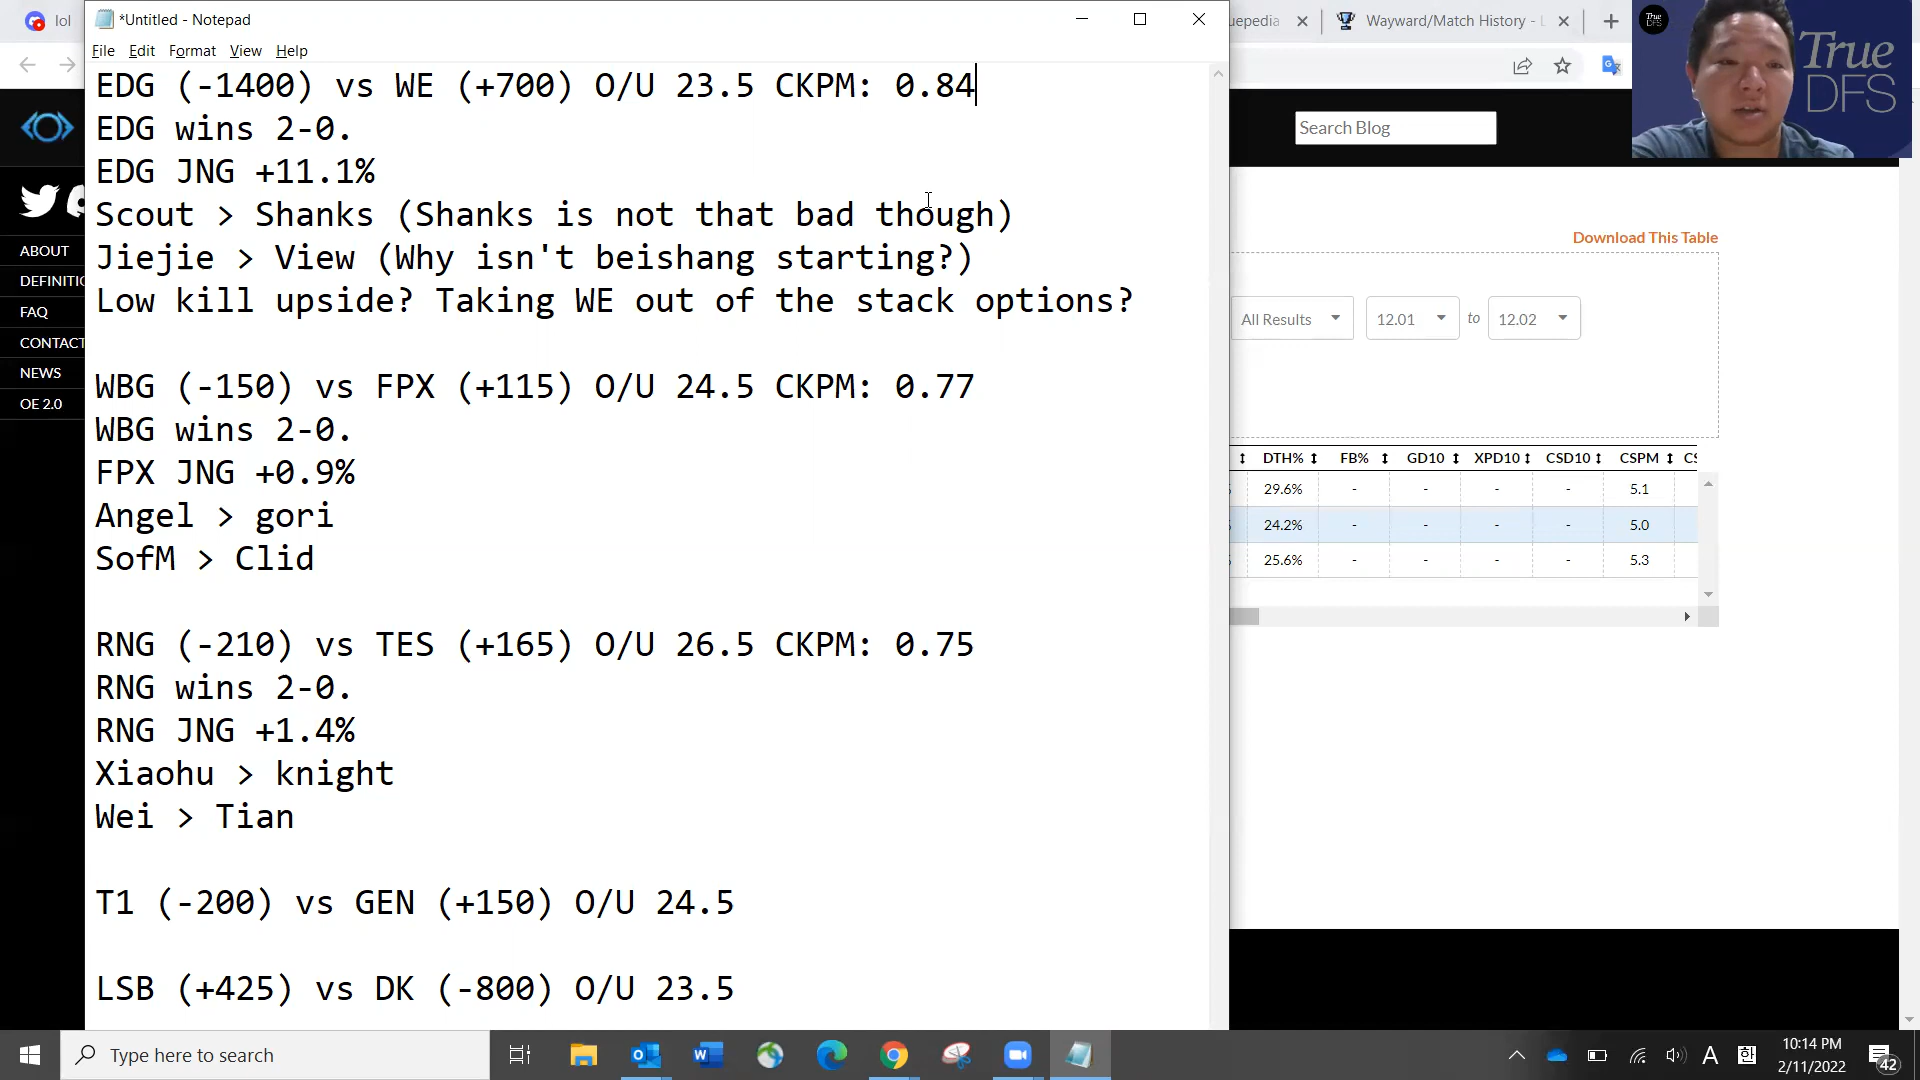 lol
*Untitled - Notepad
uepedia
Wayward/Match History - L
File Edit Format View Help
EDG (-1400) vs WE (+700) O/U 23.5 CKPM: 0.84
EDG wins 2-0.
EDG JNG +11.1%
Scout > Shanks (Shanks is not that bad though)
Jiejie > View (Why isn't beishang starting?)
Low kill upside? Taking WE out of the stack options?
WBG (-150) vs FPX (+115) O/U 24.5 CKPM: 0.77
WBG wins 2-0.
FPX JNG +0.9%
Angel > gori
SofM > Clid
RNG (-210) vs TES (+165) O/U 26.5 CKPM: 0.75
RNG wins 2-0.
RNG JNG +1.4%
Xiaohu > knight
Wei > Tian
T1 (-200) vs GEN (+150) O/U 24.5
LSB (+425) vs DK (-800) O/U 23.5
ABOUT
DEFINITIO
FAQ
CONTACT
NEWS
OE 2.0
Search Blog
True
DFS
True
DFS
Download This Table
All Results 12.01 to 12.02
DTH% FB% GD10 XPD10 CSD10 CSPM CS
29.6% - - - - 5.1
24.2% - - - - 5.0
25.6% - - - - 5.3
Type here to search
A 한
10:14 PM
2/11/2022
42